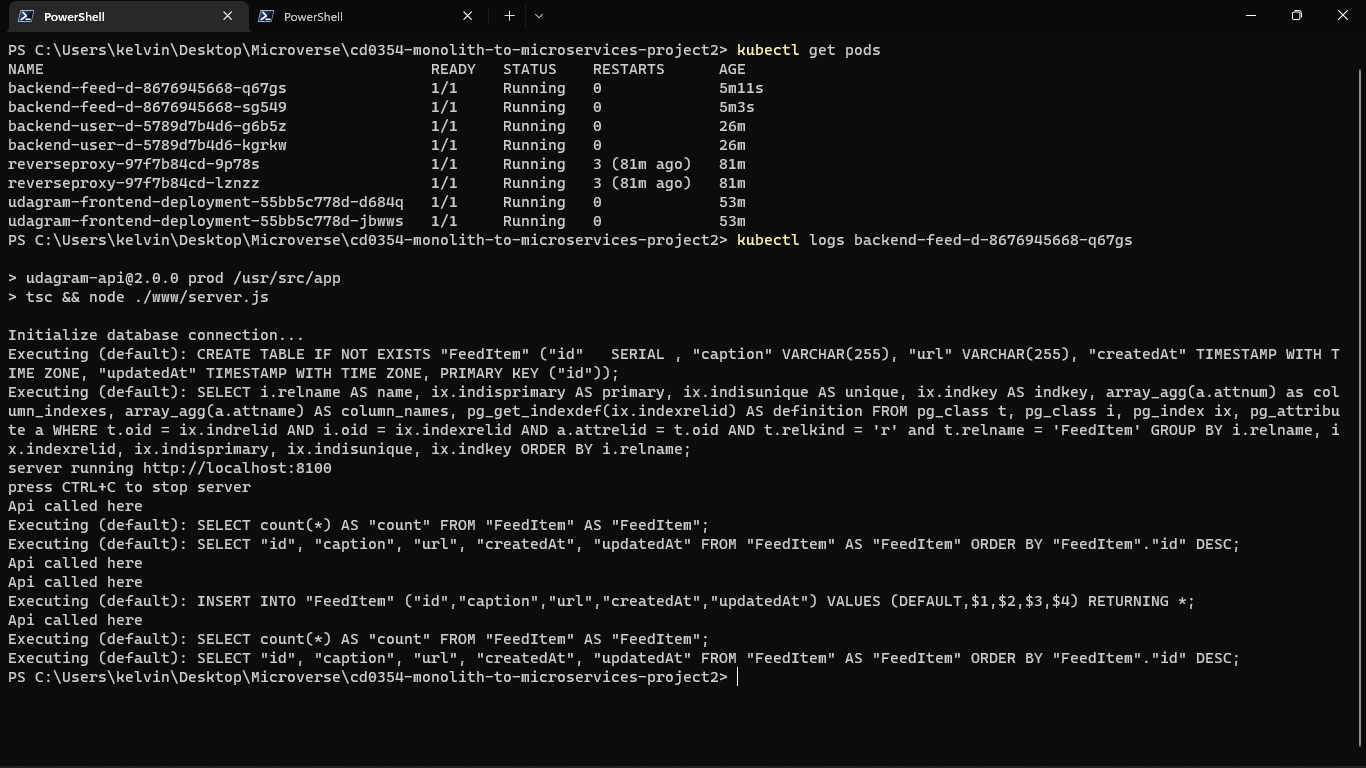 PowerShell
PowerShell
PS C:\Users\kelvin\Desktop\Microverse\cd0354-monolith-to-microservices-project2> kubectl get pods
NAME READY STATUS RESTARTS AGE
backend-feed-d-8676945668-q67gs 1/1 Running 0 5m11s
backend-feed-d-8676945668-sg549 1/1 Running 0 5m3s
backend-user-d-5789d7b4d6-g6b5z 1/1 Running 0 26m
backend-user-d-5789d7b4d6-kgrkw 1/1 Running 0 26m
reverseproxy-97f7b84cd-9p78s 1/1 Running 3 (81m ago) 81m
reverseproxy-97f7b84cd-lznzz 1/1 Running 3 (81m ago) 81m
udagram-frontend-deployment-55bb5c778d-d684q 1/1 Running 0 53m
udagram-frontend-deployment-55bb5c778d-jbwws 1/1 Running 0 53m
PS C:\Users\kelvin\Desktop\Microverse\cd0354-monolith-to-microservices-project2> kubectl logs backend-feed-d-8676945668-q67gs
> udagram-api@2.0.0 prod /usr/src/app
> tsc && node ./www/server.js
Initialize database connection...
Executing (default): CREATE TABLE IF NOT EXISTS "FeedItem" ("id"   SERIAL , "caption" VARCHAR(255), "url" VARCHAR(255), "createdAt" TIMESTAMP WITH T
IME ZONE, "updatedAt" TIMESTAMP WITH TIME ZONE, PRIMARY KEY ("id"));
Executing (default): SELECT i.relname AS name, ix.indisprimary AS primary, ix.indisunique AS unique, ix.indkey AS indkey, array_agg(a.attnum) as col
umn_indexes, array_agg(a.attname) AS column_names, pg_get_indexdef(ix.indexrelid) AS definition FROM pg_class t, pg_class i, pg_index ix, pg_attribu
te a WHERE t.oid = ix.indrelid AND i.oid = ix.indexrelid AND a.attrelid = t.oid AND t.relkind = 'r' and t.relname = 'FeedItem' GROUP BY i.relname, i
x.indexrelid, ix.indisprimary, ix.indisunique, ix.indkey ORDER BY i.relname;
server running http://localhost:8100
press CTRL+C to stop server
Api called here
Executing (default): SELECT count(*) AS "count" FROM "FeedItem" AS "FeedItem";
Executing (default): SELECT "id", "caption", "url", "createdAt", "updatedAt" FROM "FeedItem" AS "FeedItem" ORDER BY "FeedItem"."id" DESC;
Api called here
Api called here
Executing (default): INSERT INTO "FeedItem" ("id","caption","url","createdAt","updatedAt") VALUES (DEFAULT,$1,$2,$3,$4) RETURNING *;
Api called here
Executing (default): SELECT count(*) AS "count" FROM "FeedItem" AS "FeedItem";
Executing (default): SELECT "id", "caption", "url", "createdAt", "updatedAt" FROM "FeedItem" AS "FeedItem" ORDER BY "FeedItem"."id" DESC;
PS C:\Users\kelvin\Desktop\Microverse\cd0354-monolith-to-microservices-project2>